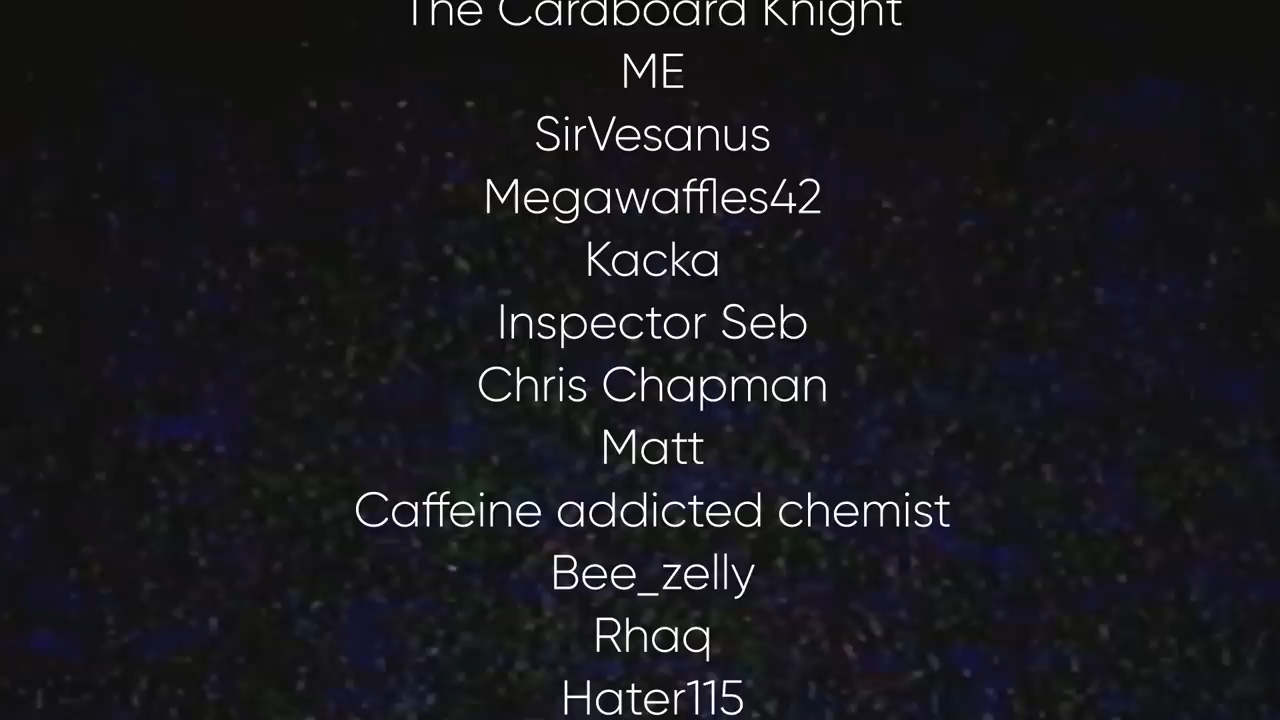 The Cardboard Knight
ME
SirVesanus
Megawaffles42
Kacka
Inspector Seb
Chris Chapman
Matt
Caffeine addicted chemist
Bee_zelly
Rhaq
Hater115